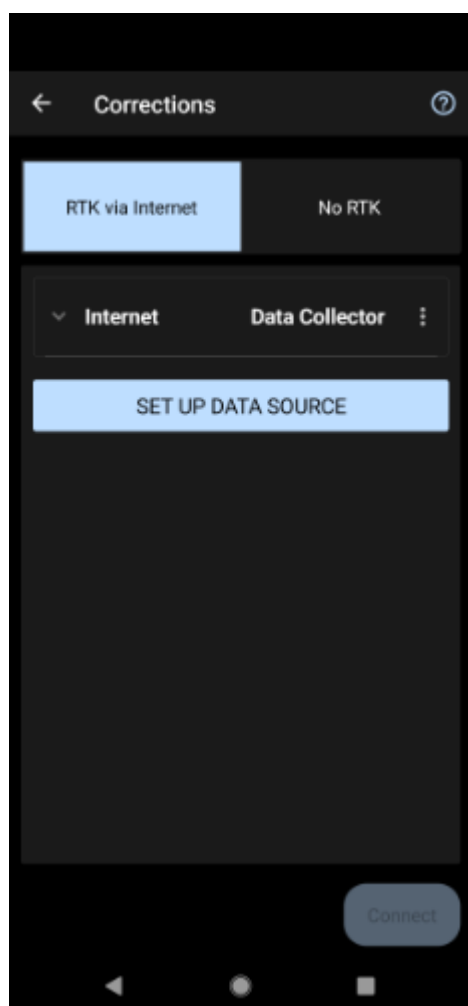 Corrections
RTK via Internet No RTK
Internet Data Collector
SET UP DATA SOURCE
Connect